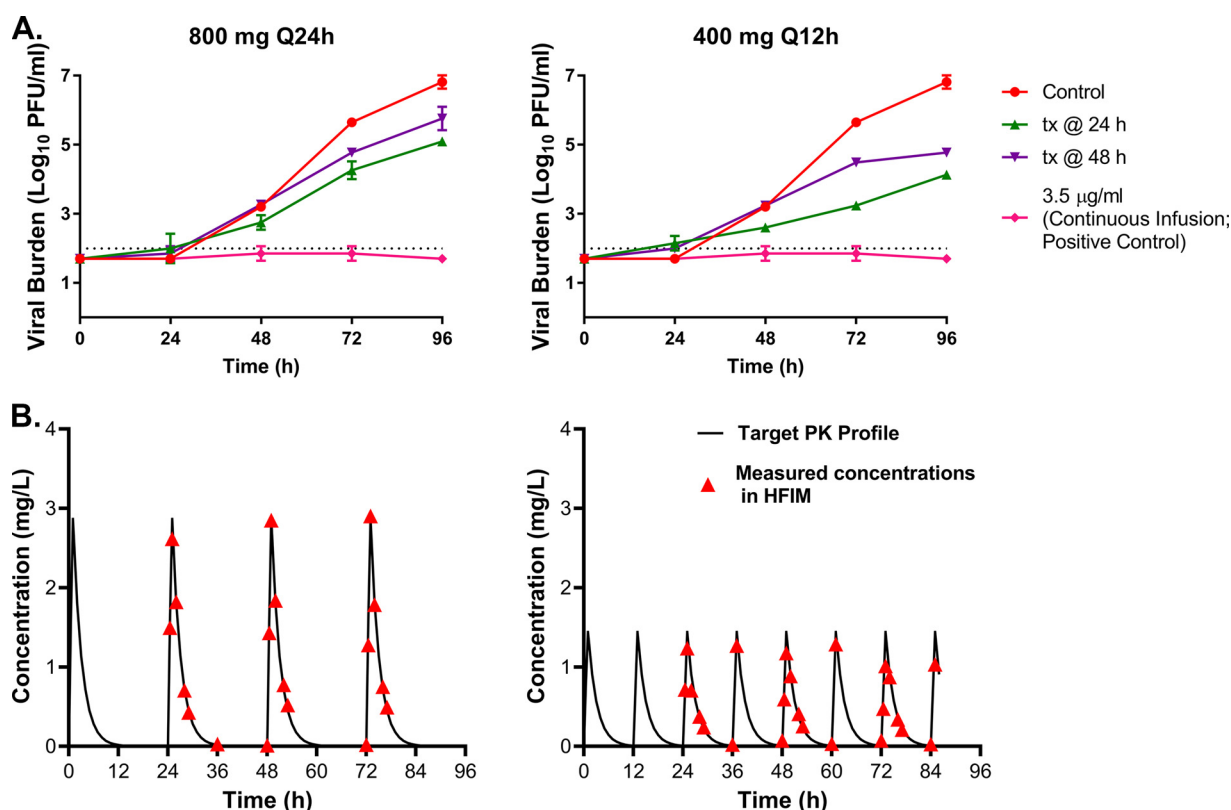 A.
800 mg Q24h
Viral Burden (Log10 PFU/ml)
7
5
3
1
0 24 48 72 96
Time (h)
400 mg Q12h
Viral Burden (Log10 PFU/ml)
7
5
3
1
0 24 48 72 96
Time (h)
Control
tx @ 24 h
tx @ 48 h
3.5 μg/ml
(Continuous Infusion;
Positive Control)
B.
Concentration (mg/L)
4
3
2
1
0
0 12 24 36 48 60 72 84 96
Time (h)
Concentration (mg/L)
4
3
2
1
0
0 12 24 36 48 60 72 84 96
Time (h)
Target PK Profile
Measured concentrations
in HFIM